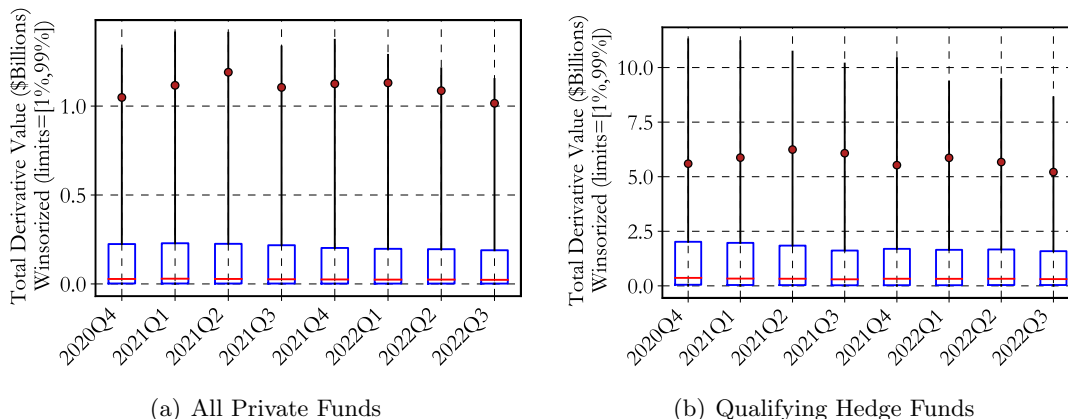 Total Derivative Value ($Billions)
Winsorized (limits=[1%,99%])
1.0
0.5
0.0
2020Q4
2021Q1
2021Q2
2021Q3
2021Q4
2022Q1
2022Q2
2022Q3
(a) All Private Funds
Total Derivative Value ($Billions)
Winsorized (limits=[1%,99%])
10.0
7.5
5.0
2.5
0.0
2020Q4
2021Q1
2021Q2
2021Q3
2021Q4
2022Q1
2022Q2
2022Q3
(b) Qualifying Hedge Funds